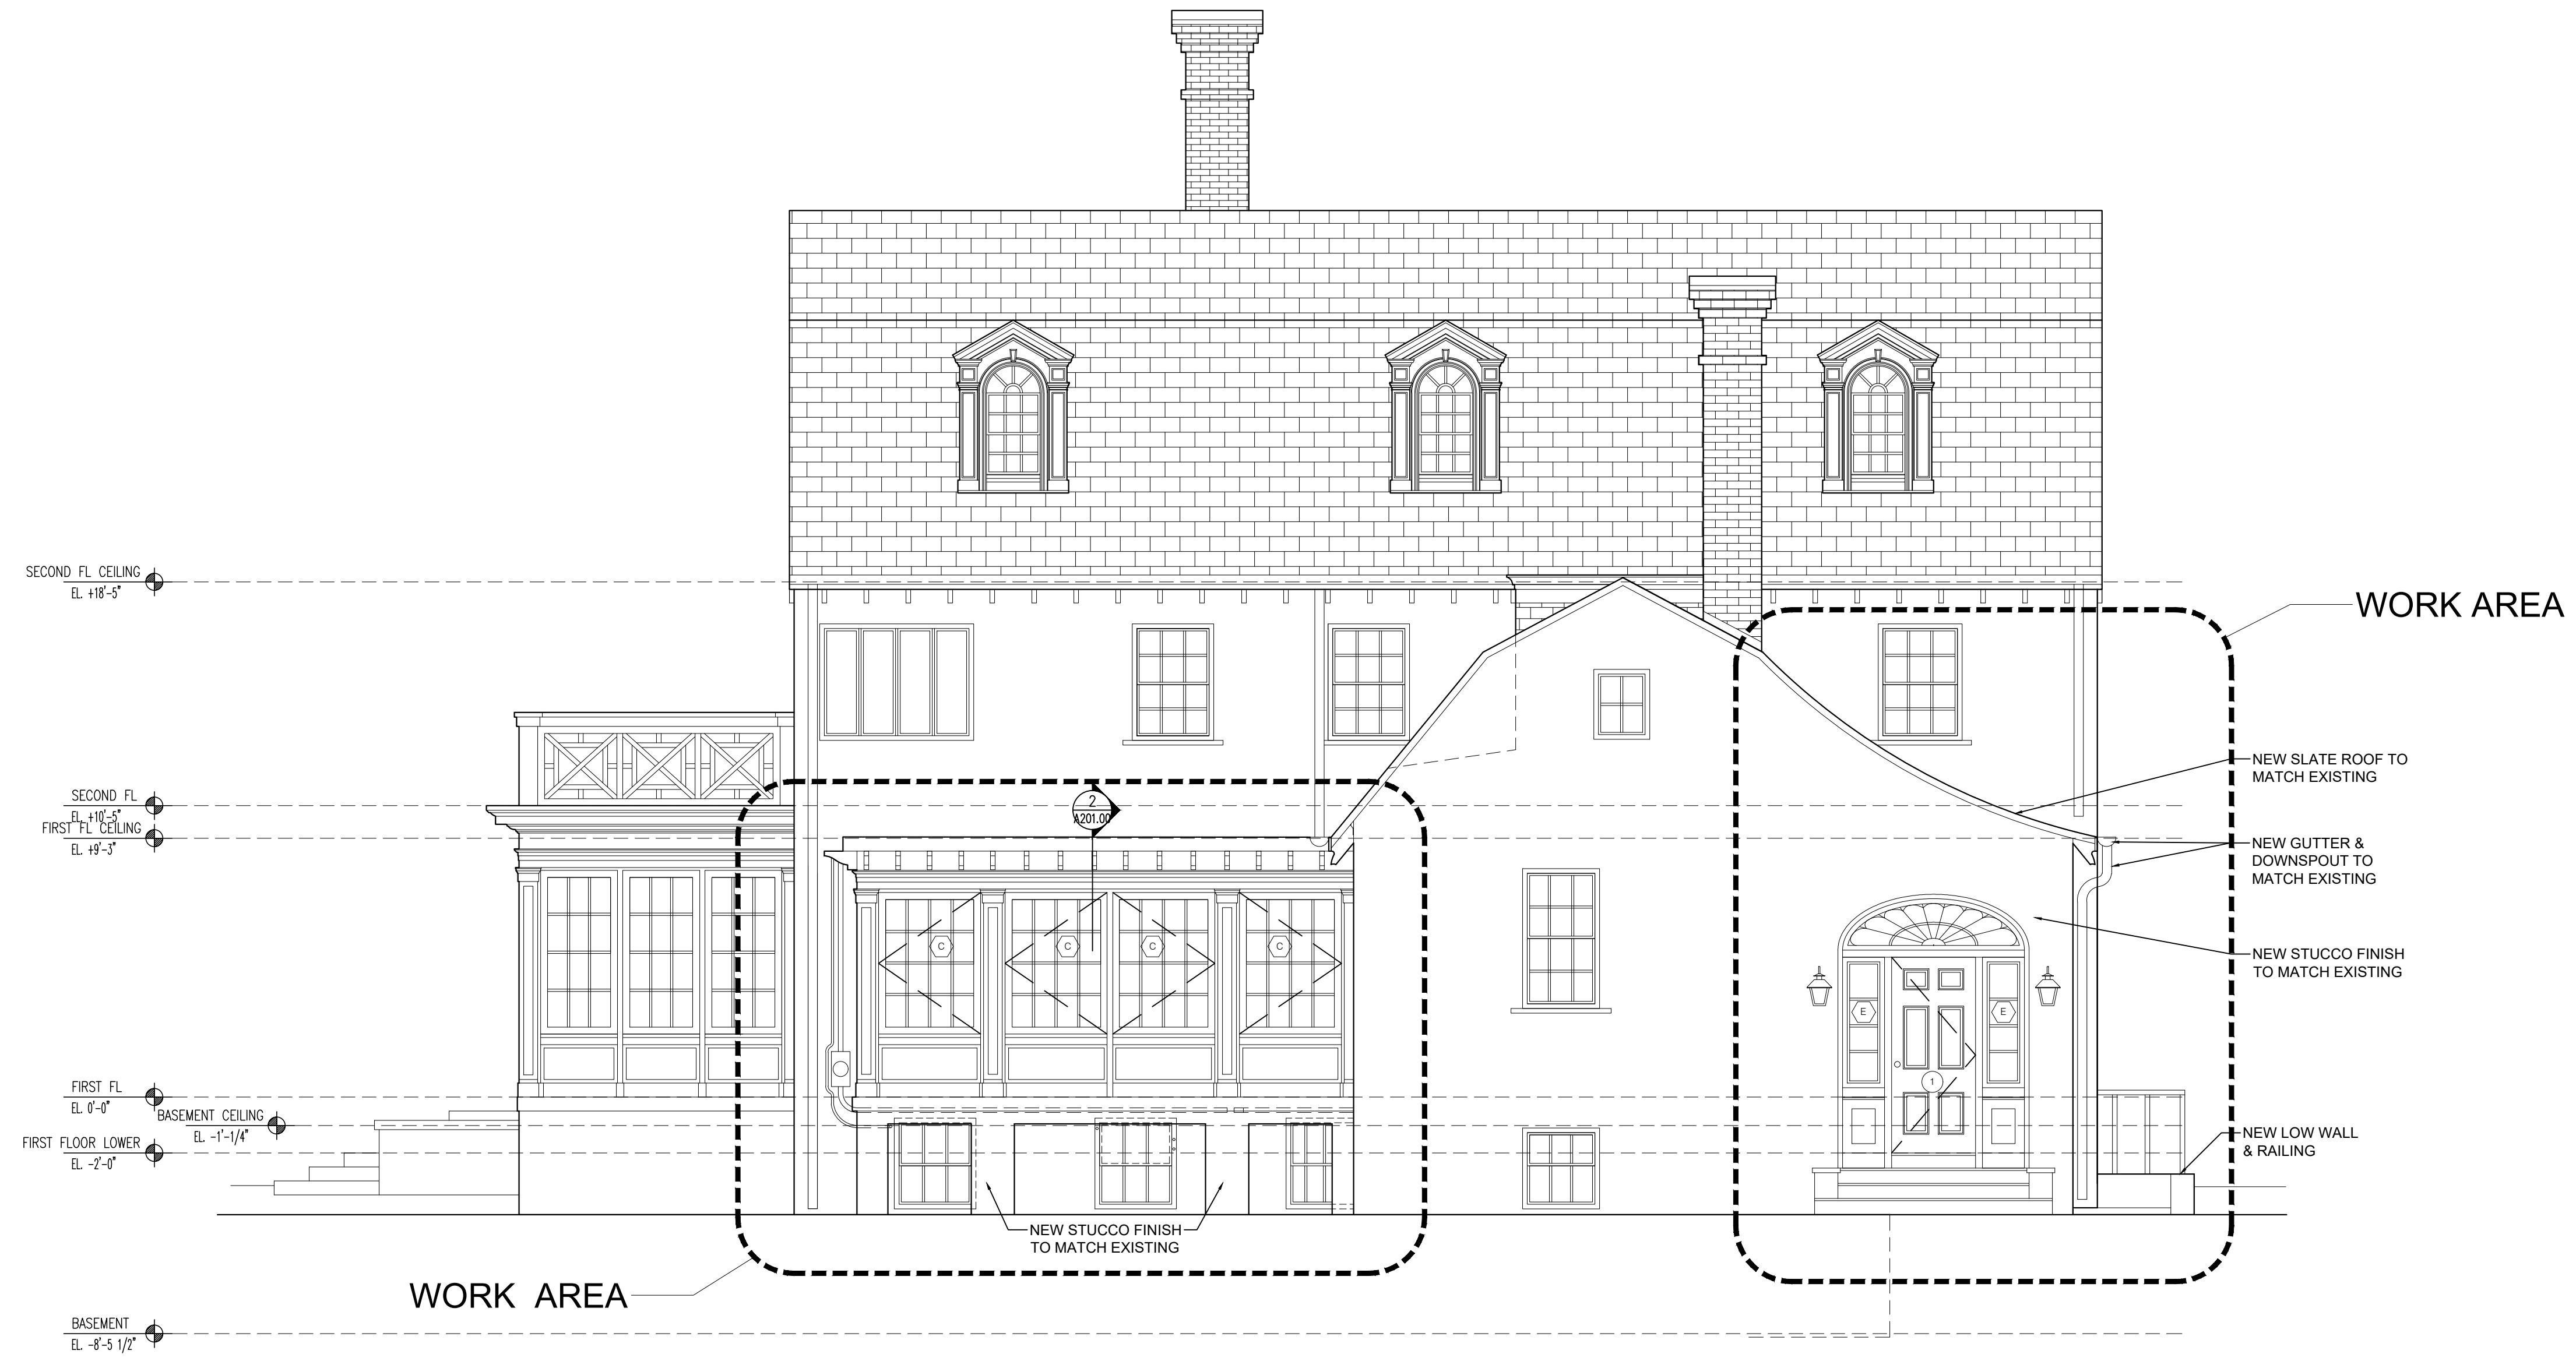 SECOND FL CEILING
EL. +18'-5"
WORK AREA
NEW SLATE ROOF TO
MATCH EXISTING
SECOND FL
EL. +10'-5"
2
A201.00
FIRST FL CEILING
EL. +9'-3"
NEW GUTTER &
DOWNSPOUT TO
MATCH EXISTING
C
C
C
C
NEW STUCCO FINISH
TO MATCH EXISTING
E
E
1
FIRST FL
EL. 0'-0"
BASEMENT CEILING
EL. -1'-1/4"
FIRST FLOOR LOWER
EL. -2'-0"
NEW LOW WALL
& RAILING
NEW STUCCO FINISH
TO MATCH EXISTING
WORK AREA
BASEMENT
EL. -8'-5 1/2"